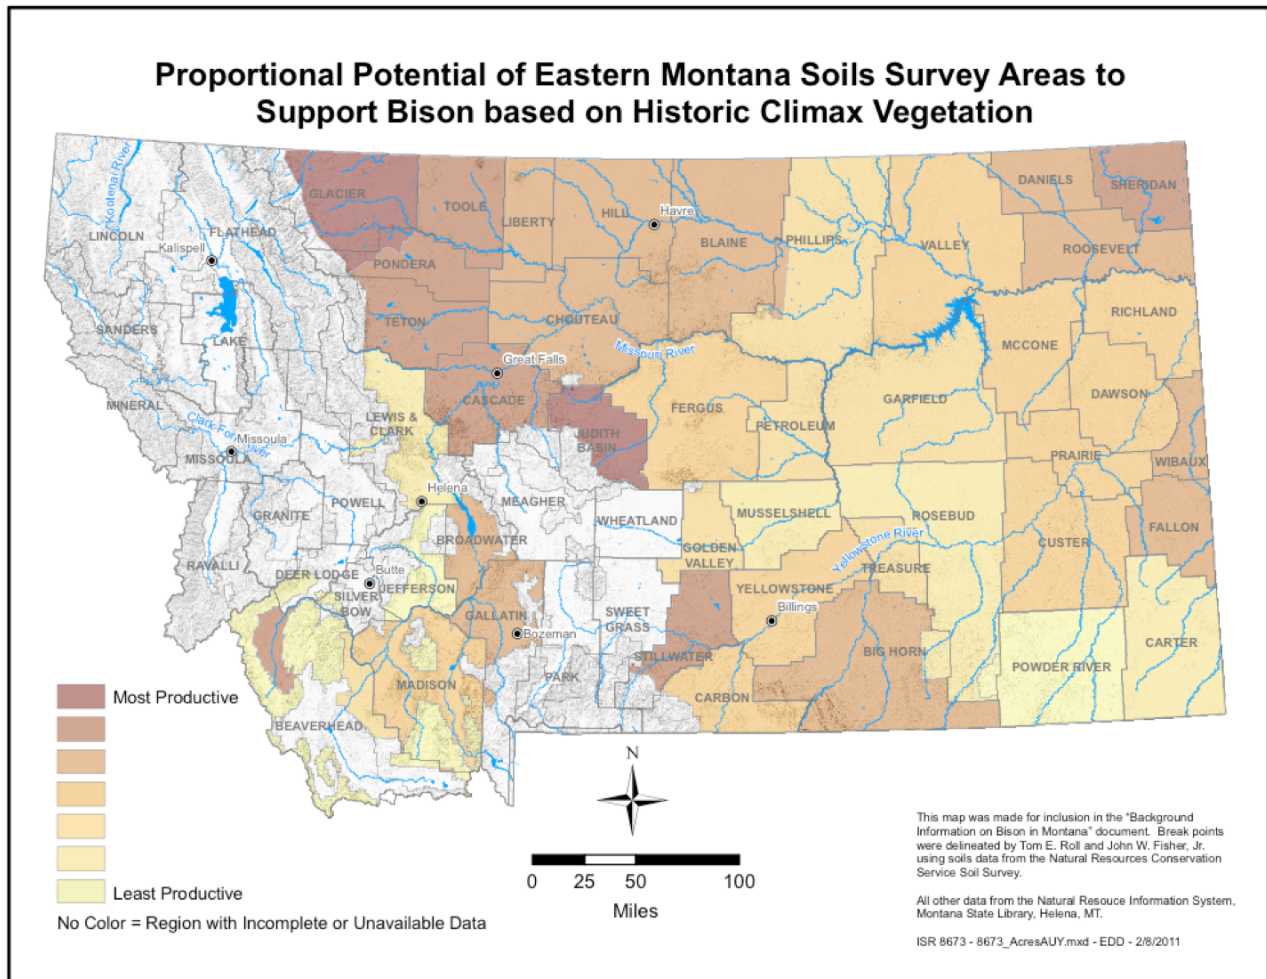 Proportional Potential of Eastern Montana Soils Survey Areas to
Support Bison based on Historic Climax Vegetation
Kootenai River
LINCOLN
FLATHEAD
Kalispell
GLACIER
TOOLE
LIBERTY
HILL
Havre
BLAINE
PHILLIPS
VALLEY
DANIELS
SHERIDAN
ROOSEVELT
PONDERA
TETON
CHOUTEAU
SANDERS
LAKE
RICHLAND
MCCONE
Missouri River
Great Falls
CASCADE
MINERAL
LEWIS &
CLARK
JUDITH
BASIN
FERGUS
PETROLEUM
GARFIELD
DAWSON
Clark Fork River
Missoula
MISSOULA
PRAIRIE
WIBAUX
POWELL
Helena
MEAGHER
GRANITE
WHEATLAND
MUSSELSHELL
ROSEBUD
FALLON
BROADWATER
GOLDEN
VALLEY
Yellowstone River
CUSTER
RAVALLI
DEER LODGE
Butte
SILVER
BOW
JEFFERSON
TREASURE
YELLOWSTONE
Billings
GALLATIN
Bozeman
SWEET
GRASS
STILLWATER
BIG HORN
CARTER
POWDER RIVER
PARK
MADISON
CARBON
BEAVERHEAD
Most Productive
Least Productive
No Color = Region with Incomplete or Unavailable Data
N
0 25 50 100
Miles
This map was made for inclusion in the "Background
Information on Bison in Montana" document. Break points
were delineated by Tom E. Roll and John W. Fisher, Jr.
using soils data from the Natural Resources Conservation
Service Soil Survey.
All other data from the Natural Resouce Information System,
Montana State Library, Helena, MT.
ISR 8673 - 8673_AcresAUY.mxd - EDD - 2/8/2011